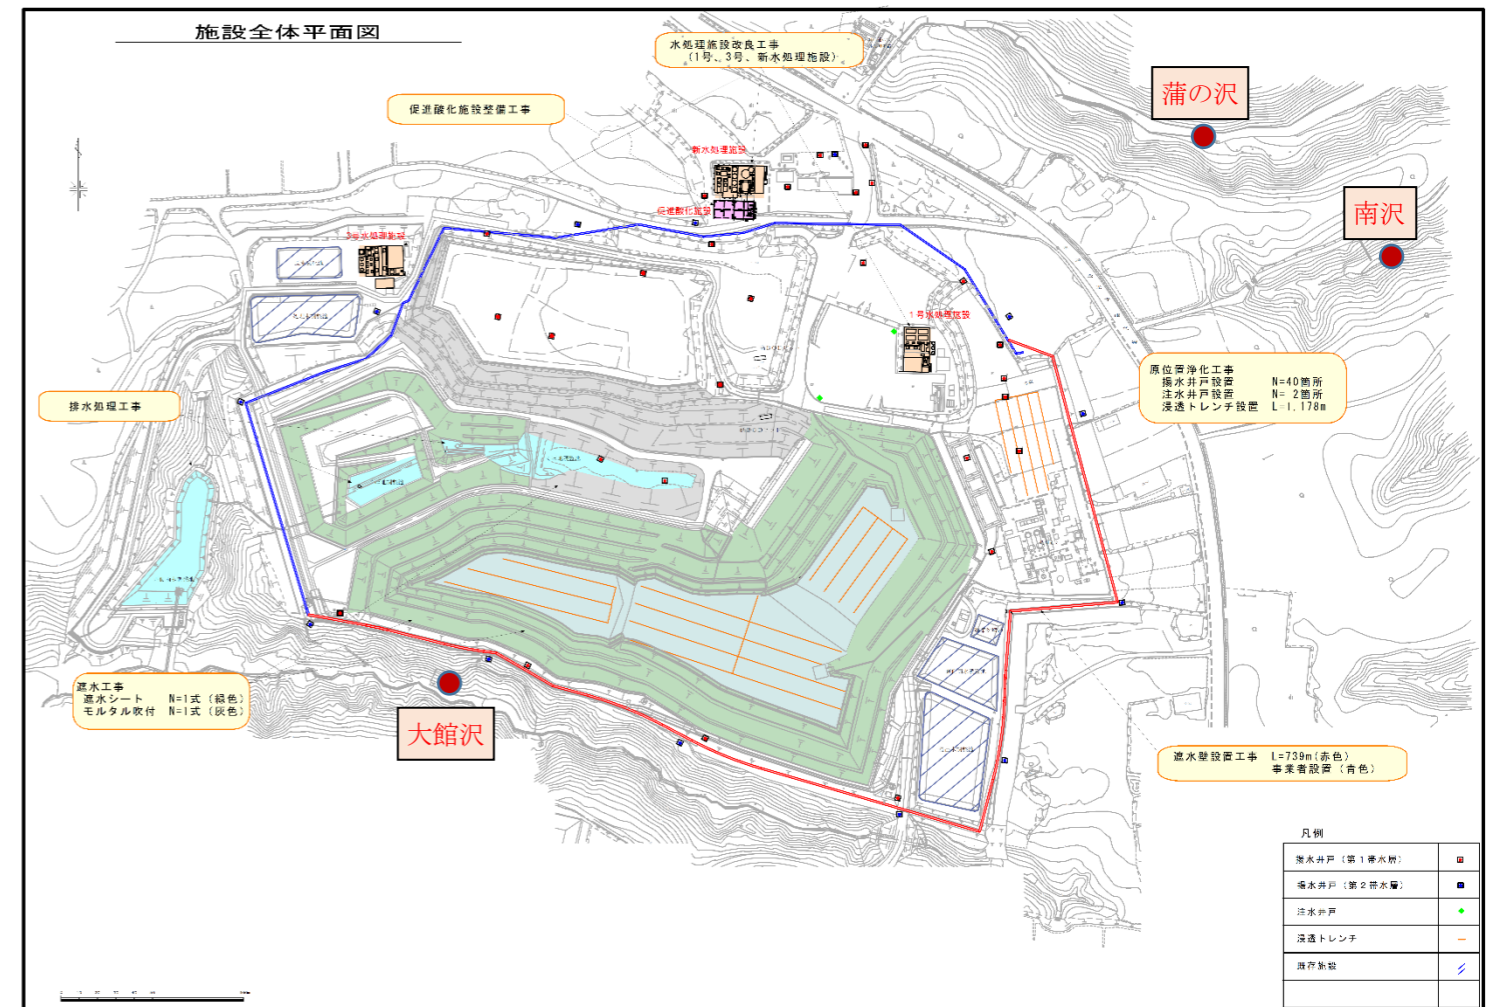 施設全体平面図
水処理施設改良工事
(1号、3号、新水処理施設)
蒲の沢
促進酸化施設整備工事
新水処理施設
南沢
促進酸化施設
3号水処理施設
1号水処理施設
原位置浄化工事
揚水井戸設置 N=40箇所
注水井戸設置 N= 2箇所
浸透トレンチ設置 L=1,178m
排水処理工事
遮水工事
遮水シート N=1式 (緑色)
モルタル吹付 N=1式 (灰色)
大館沢
遮水壁設置工事 L=739m(赤色)
事業者設置 (青色)
凡例
揚水井戸 (第1帯水層)
揚水井戸 (第2帯水層)
注水井戸
浸透トレンチ
既存施設